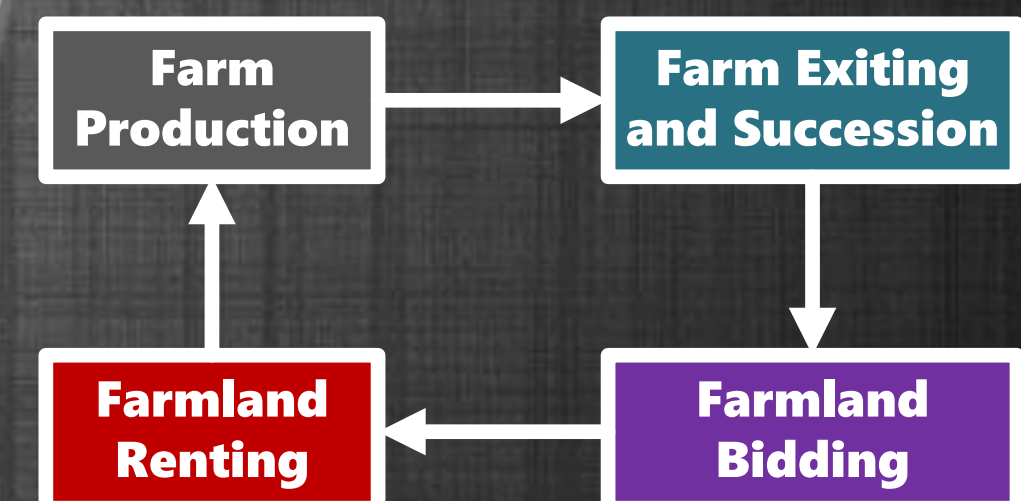 Farm
Production
Farm Exiting
and Succession
Farmland
Renting
Farmland
Bidding